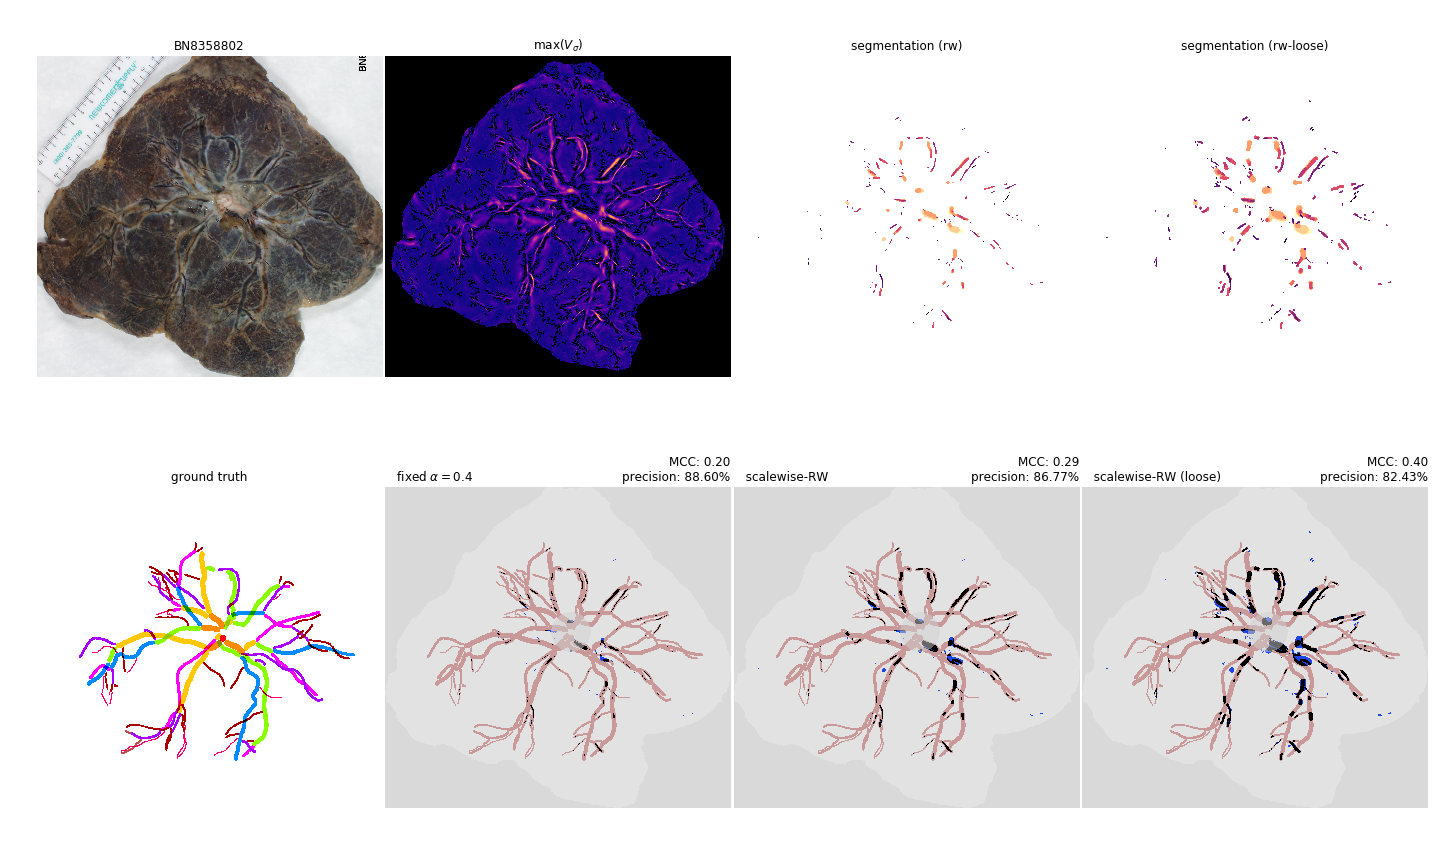 BN8358802
max(Vσ)
segmentation (rw)
segmentation (rw-loose)
ground truth
fixed α = 0.4
MCC: 0.20
precision: 88.60%
scalewise-RW
MCC: 0.29
precision: 86.77%
scalewise-RW (loose)
MCC: 0.40
precision: 82.43%